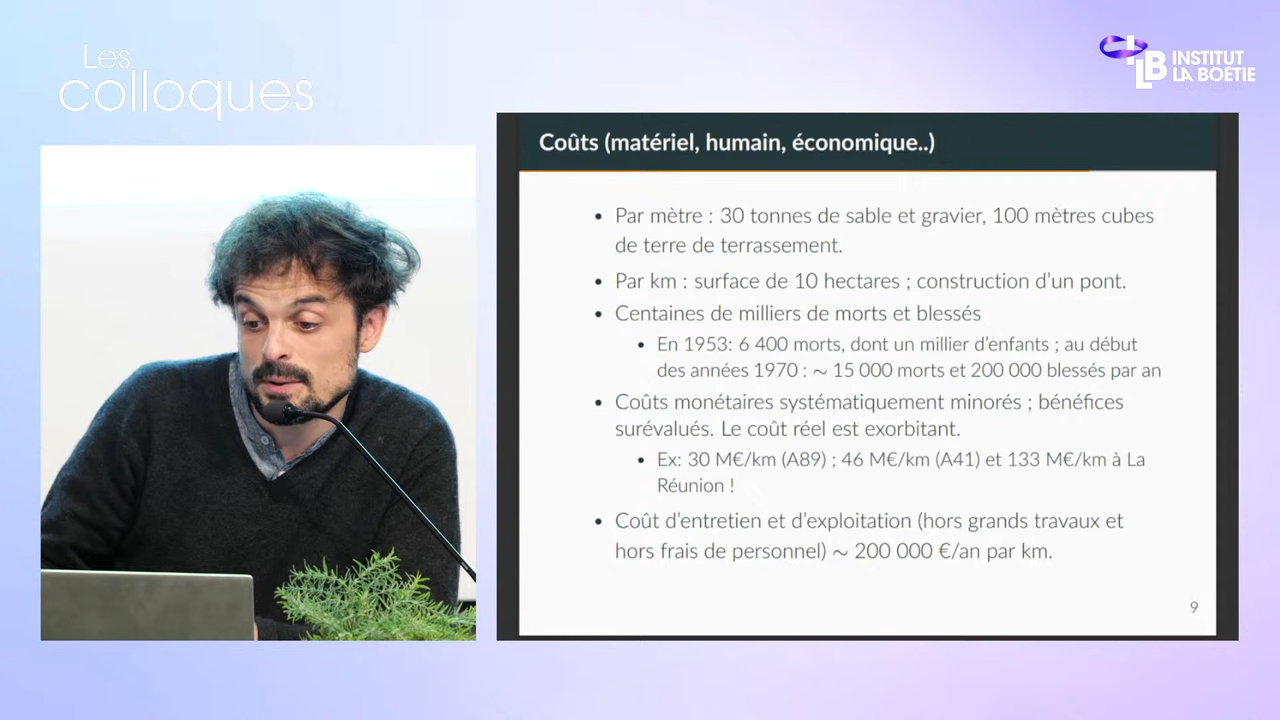 Les
colloques
INSTITUT
LA BOÉTIE
Coûts (matériel, humain, économique..)
• Par mètre : 30 tonnes de sable et gravier, 100 mètres cubes
de terre de terrassement.
• Par km : surface de 10 hectares ; construction d'un pont.
• Centaines de milliers de morts et blessés
• En 1953: 6 400 morts, dont un millier d'enfants ; au début
des années 1970 : ~ 15 000 morts et 200 000 blessés par an
• Coûts monétaires systématiquement minorés ; bénéfices
surévalués. Le coût réel est exorbitant.
• Ex: 30 M€/km (A89) ; 46 M€/km (A41) et 133 M€/km à La
Réunion !
• Coût d'entretien et d'exploitation (hors grands travaux et
hors frais de personnel) ~ 200 000 €/an par km.
9